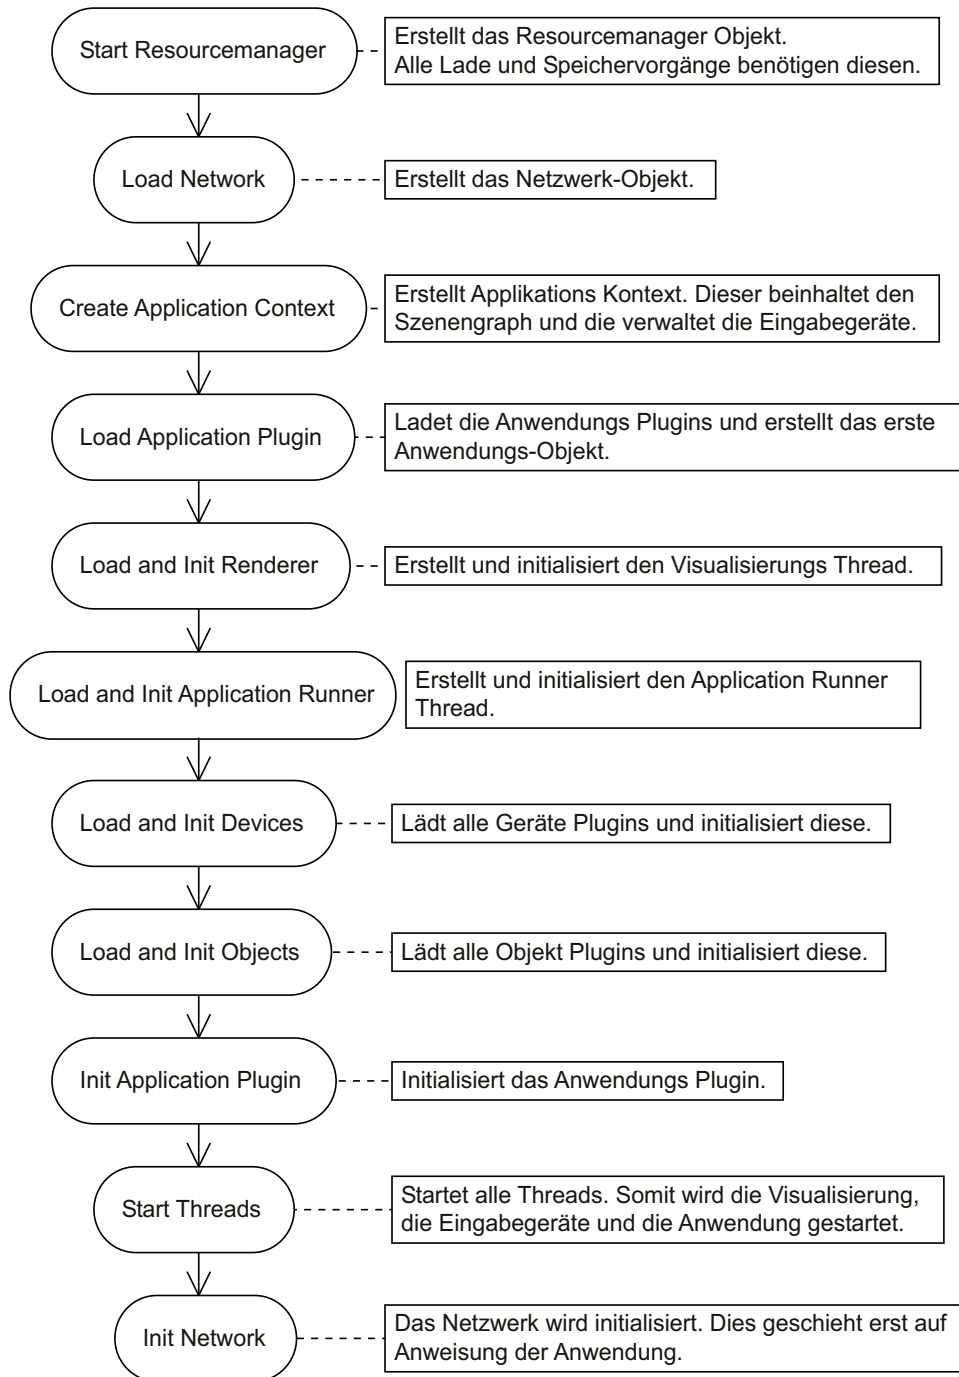 Start Resourcemanager
Erstellt das Resourcemanager Objekt.
Alle Lade und Speichervorgänge benötigen diesen.
Load Network
Erstellt das Netzwerk-Objekt.
Create Application Context
Erstellt Applikations Kontext. Dieser beinhaltet den
Szenengraph und die verwaltet die Eingabegeräte.
Load Application Plugin
Ladet die Anwendungs Plugins und erstellt das erste
Anwendungs-Objekt.
Load and Init Renderer
Erstellt und initialisiert den Visualisierungs Thread.
Load and Init Application Runner
Erstellt und initialisiert den Application Runner
Thread.
Load and Init Devices
Lädt alle Geräte Plugins und initialisiert diese.
Load and Init Objects
Lädt alle Objekt Plugins und initialisiert diese.
Init Application Plugin
Initialisiert das Anwendungs Plugin.
Start Threads
Startet alle Threads. Somit wird die Visualisierung,
die Eingabegeräte und die Anwendung gestartet.
Init Network
Das Netzwerk wird initialisiert. Dies geschieht erst auf
Anweisung der Anwendung.